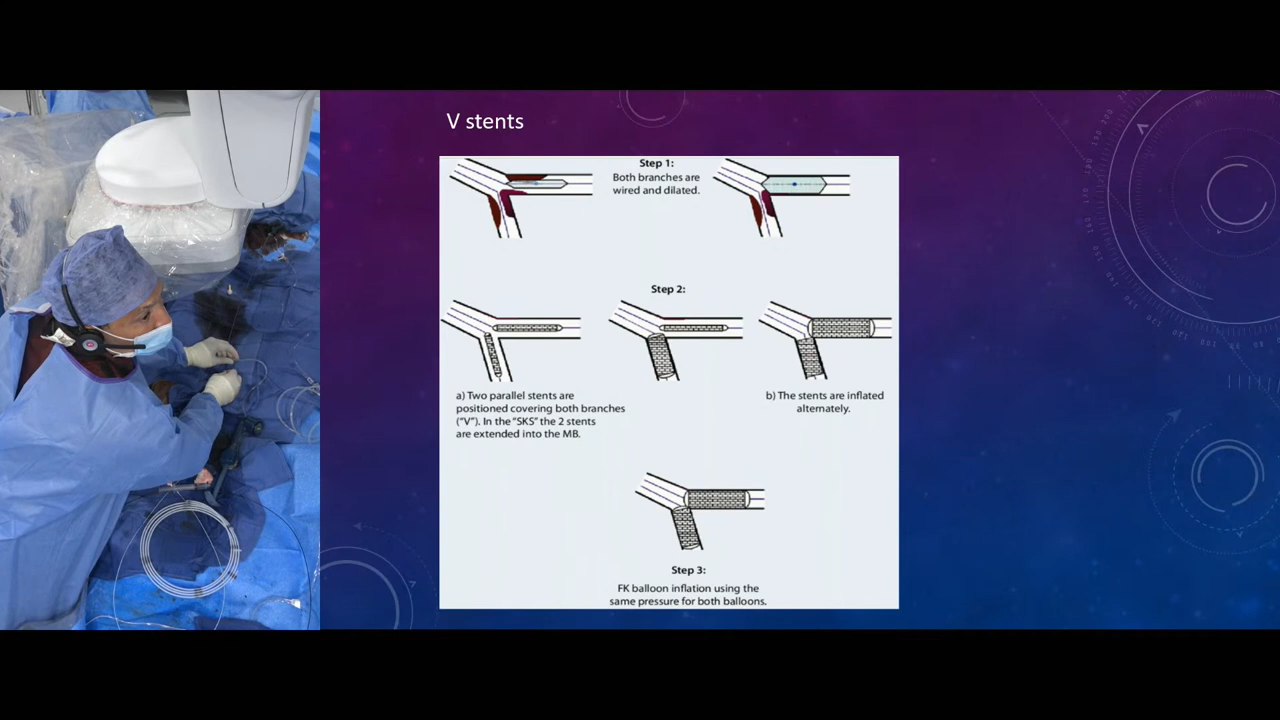 V stents
Step 1:
Both branches are
wired and dilated.
Step 2:
a) Two parallel stents are
positioned covering both branches
("V"). In the "SKS" the 2 stents
are extended into the MB.
b) The stents are inflated
alternately.
Step 3:
FK balloon inflation using the
same pressure for both balloons.